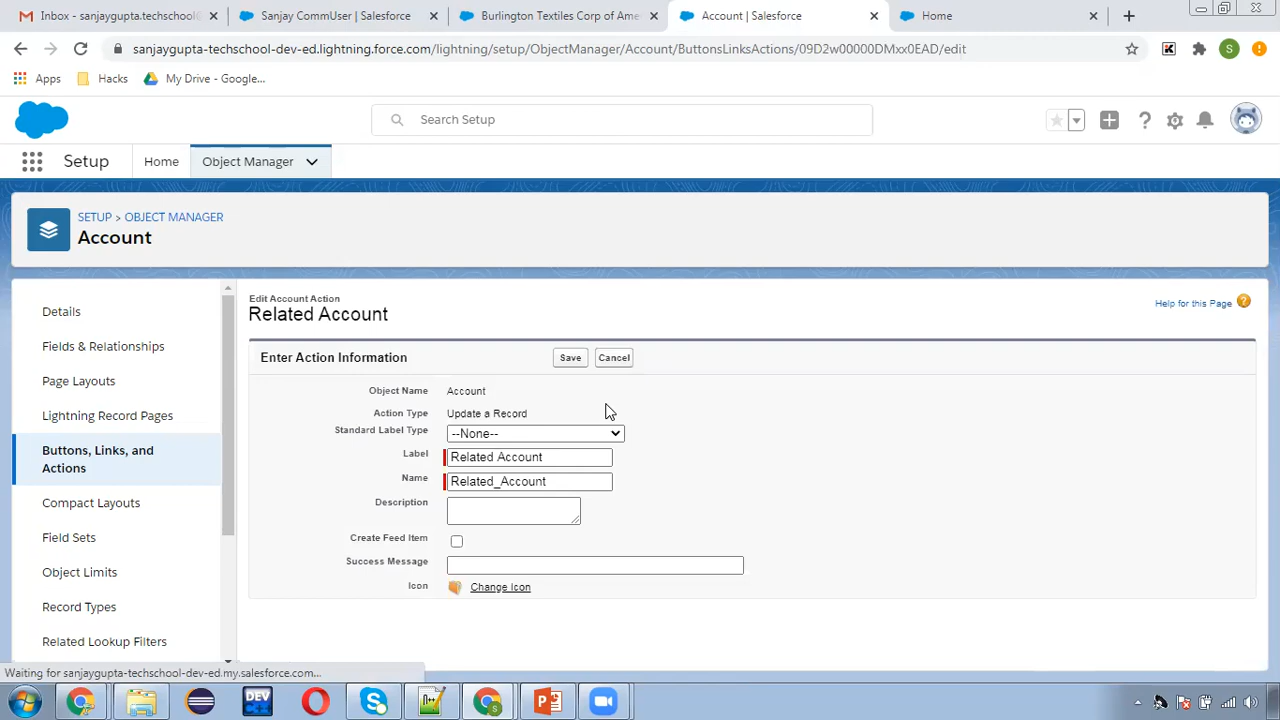 Inbox - sanjaygupta.techschool@
Sanjay CommUser | Salesforce
Burlington Textiles Corp of Ame
Account | Salesforce
Home
sanjaygupta-techschool-dev-ed.lightning.force.com/lightning/setup/ObjectManager/Account/ButtonsLinksActions/09D2w00000DMxx0EAD/edit
S
Apps
Hacks
My Drive - Google...
Search Setup
Setup
Home
Object Manager
SETUP > OBJECT MANAGER
Account
Details
Fields & Relationships
Page Layouts
Lightning Record Pages
Buttons, Links, and
Actions
Compact Layouts
Field Sets
Object Limits
Record Types
Related Lookup Filters
Edit Account Action
Related Account
Help for this Page
Enter Action Information
Save
Cancel
Object Name
Account
Action Type
Update a Record
Standard Label Type
--None--
Label
Related Account
Name
Related_Account
Description
Create Feed Item
Success Message
Icon
Change Icon
Waiting for sanjaygupta-techschool-dev-ed.my.salesforce.com...
DEV
C++